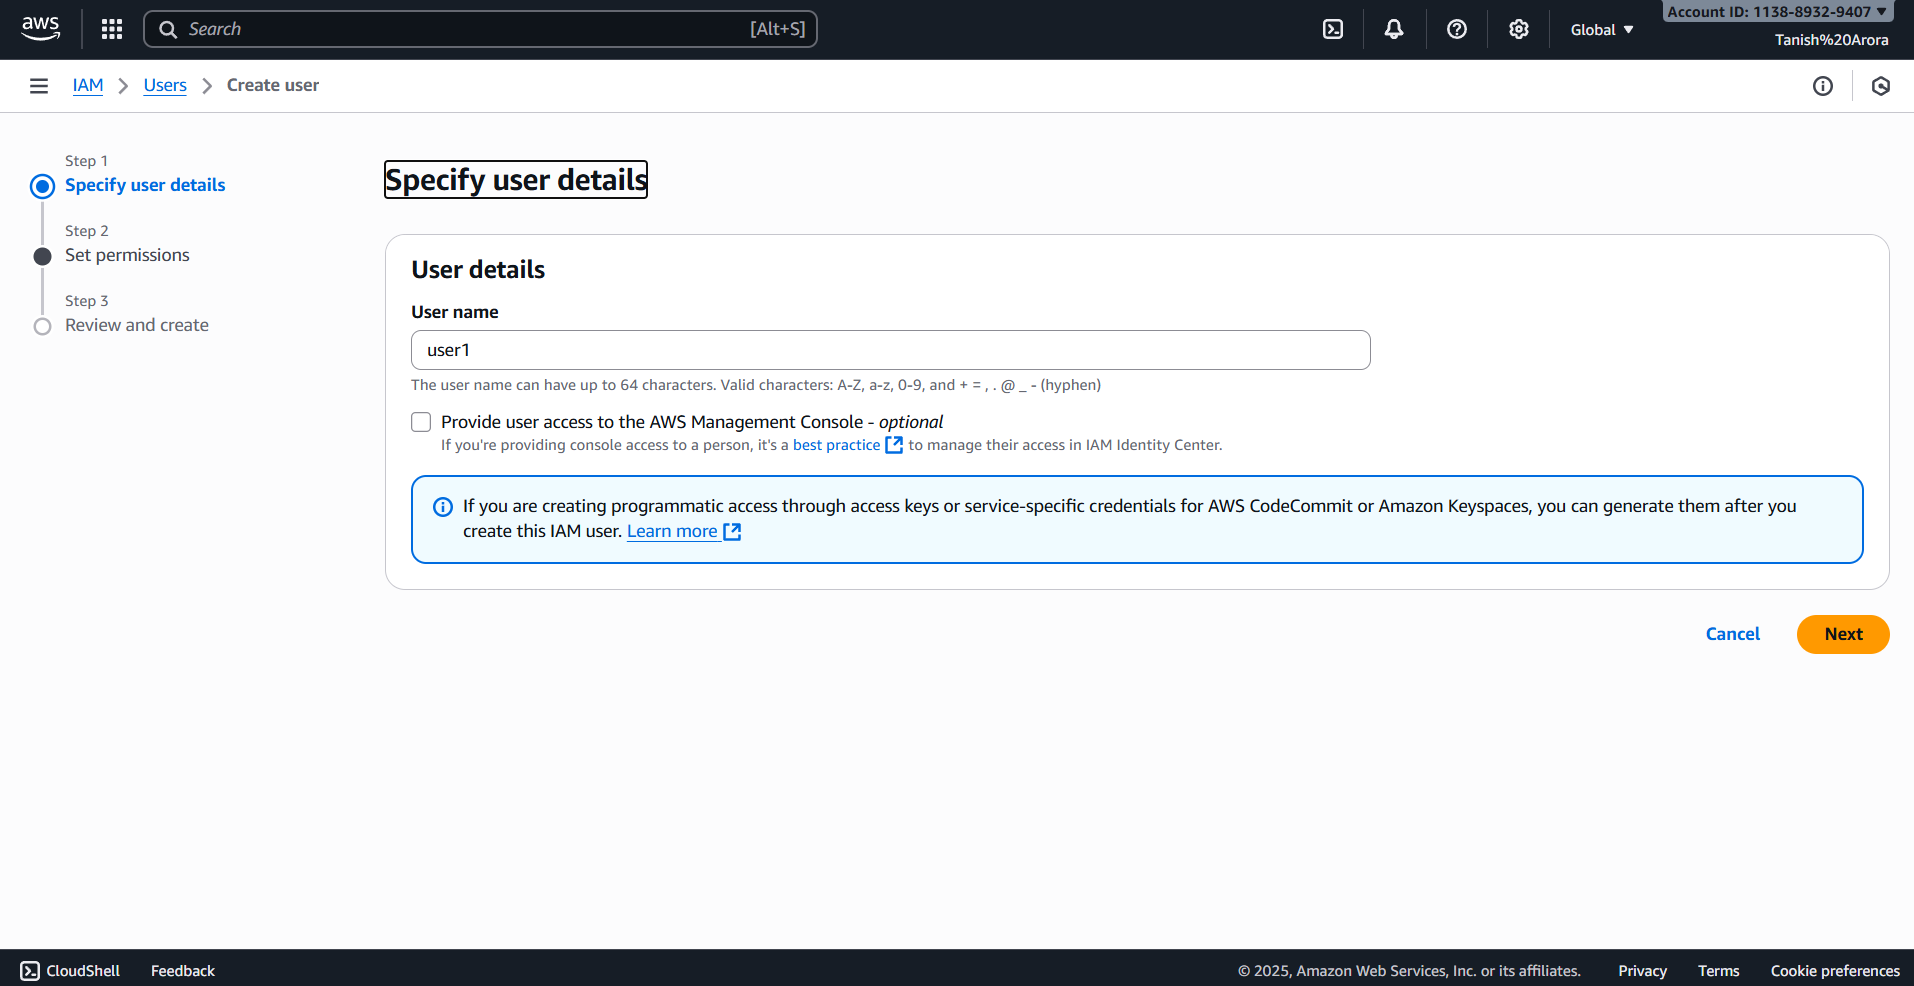 aws
Search
[Alt+S]
Global
Account ID: 1138-8932-9407
Tanish%20Arora
IAM
Users
Create user
Step 1
Specify user details
Step 2
Set permissions
Step 3
Review and create
Specify user details
User details
User name
user1
The user name can have up to 64 characters. Valid characters: A-Z, a-z, 0-9, and + = , . @ _ - (hyphen)
Provide user access to the AWS Management Console - optional
If you're providing console access to a person, it's a best practice to manage their access in IAM Identity Center.
If you are creating programmatic access through access keys or service-specific credentials for AWS CodeCommit or Amazon Keyspaces, you can generate them after you
create this IAM user. Learn more
Cancel
Next
CloudShell
Feedback
© 2025, Amazon Web Services, Inc. or its affiliates.
Privacy
Terms
Cookie preferences